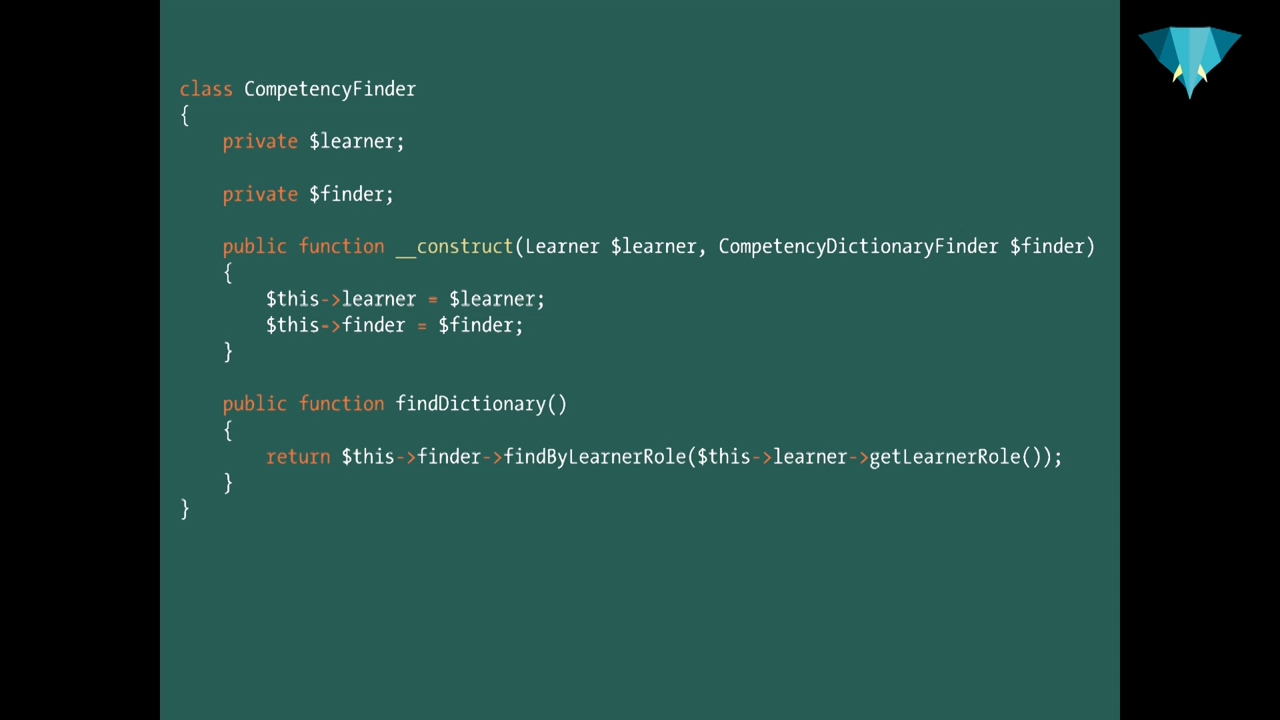 class CompetencyFinder
{
    private $learner;
    private $finder;
    public function __construct(Learner $learner, CompetencyDictionaryFinder $finder)
    {
        $this->learner = $learner;
        $this->finder = $finder;
    }
    public function findDictionary()
    {
        return $this->finder->findByLearnerRole($this->learner->getLearnerRole());
    }
}